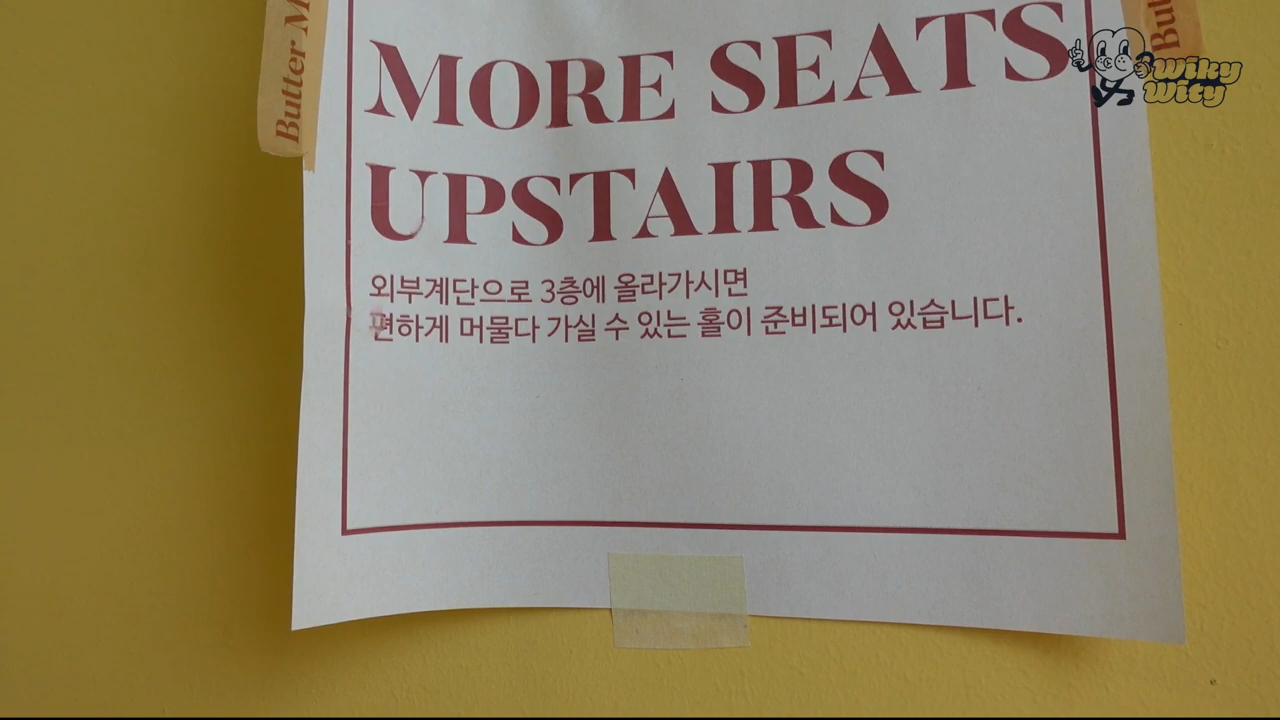 MORE SEATS
UPSTAIRS
외부계단으로 3층에 올라가시면
편하게 머물다 가실 수 있는 홀이 준비되어 있습니다.
Butter M
But
Wiky
Wity